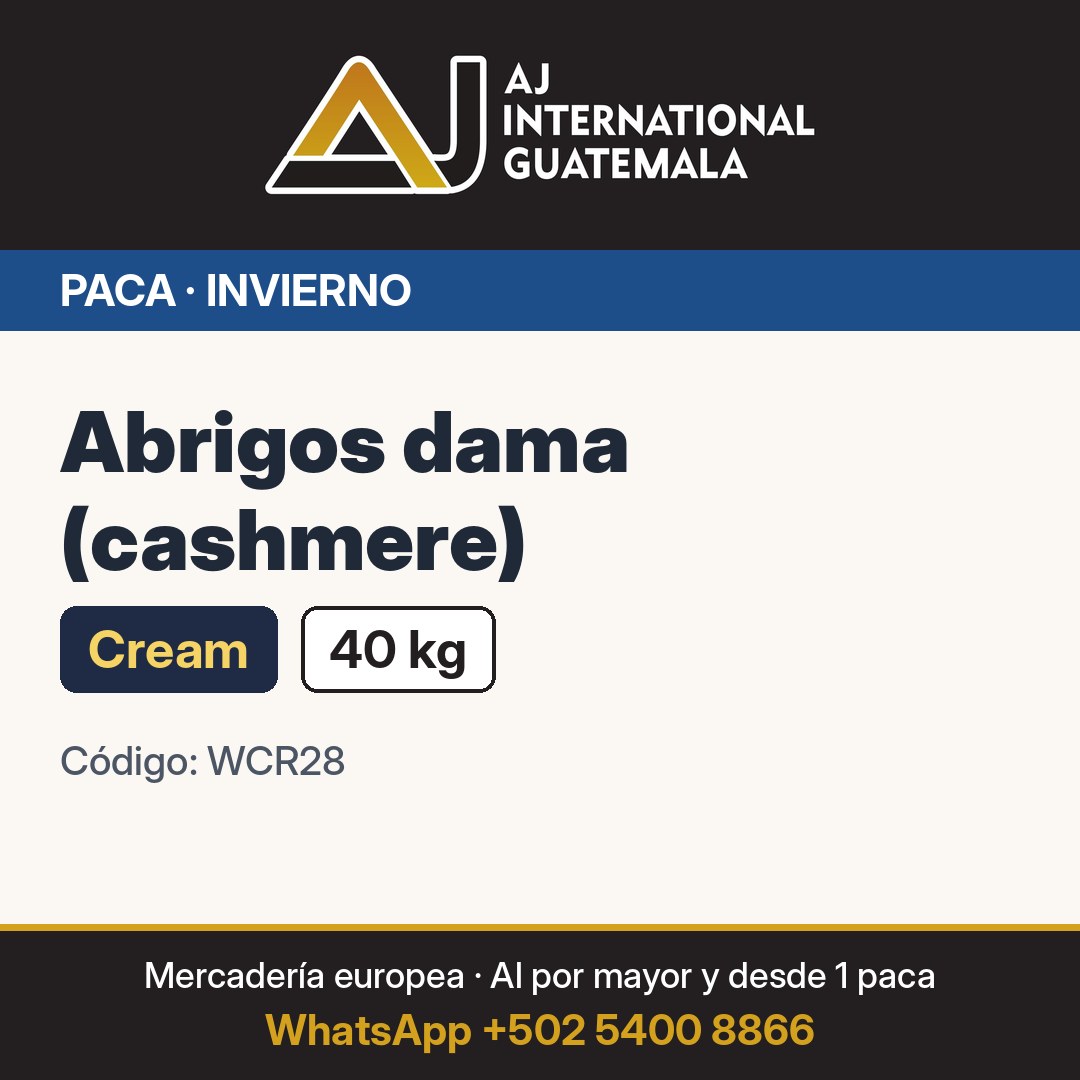 AJ
AJ
INTERNATIONAL
GUATEMALA
PACA · INVIERNO
Abrigos dama
(cashmere)
Cream
40 kg
Código: WCR28
Mercadería europea · Al por mayor y desde 1 paca
WhatsApp +502 5400 8866